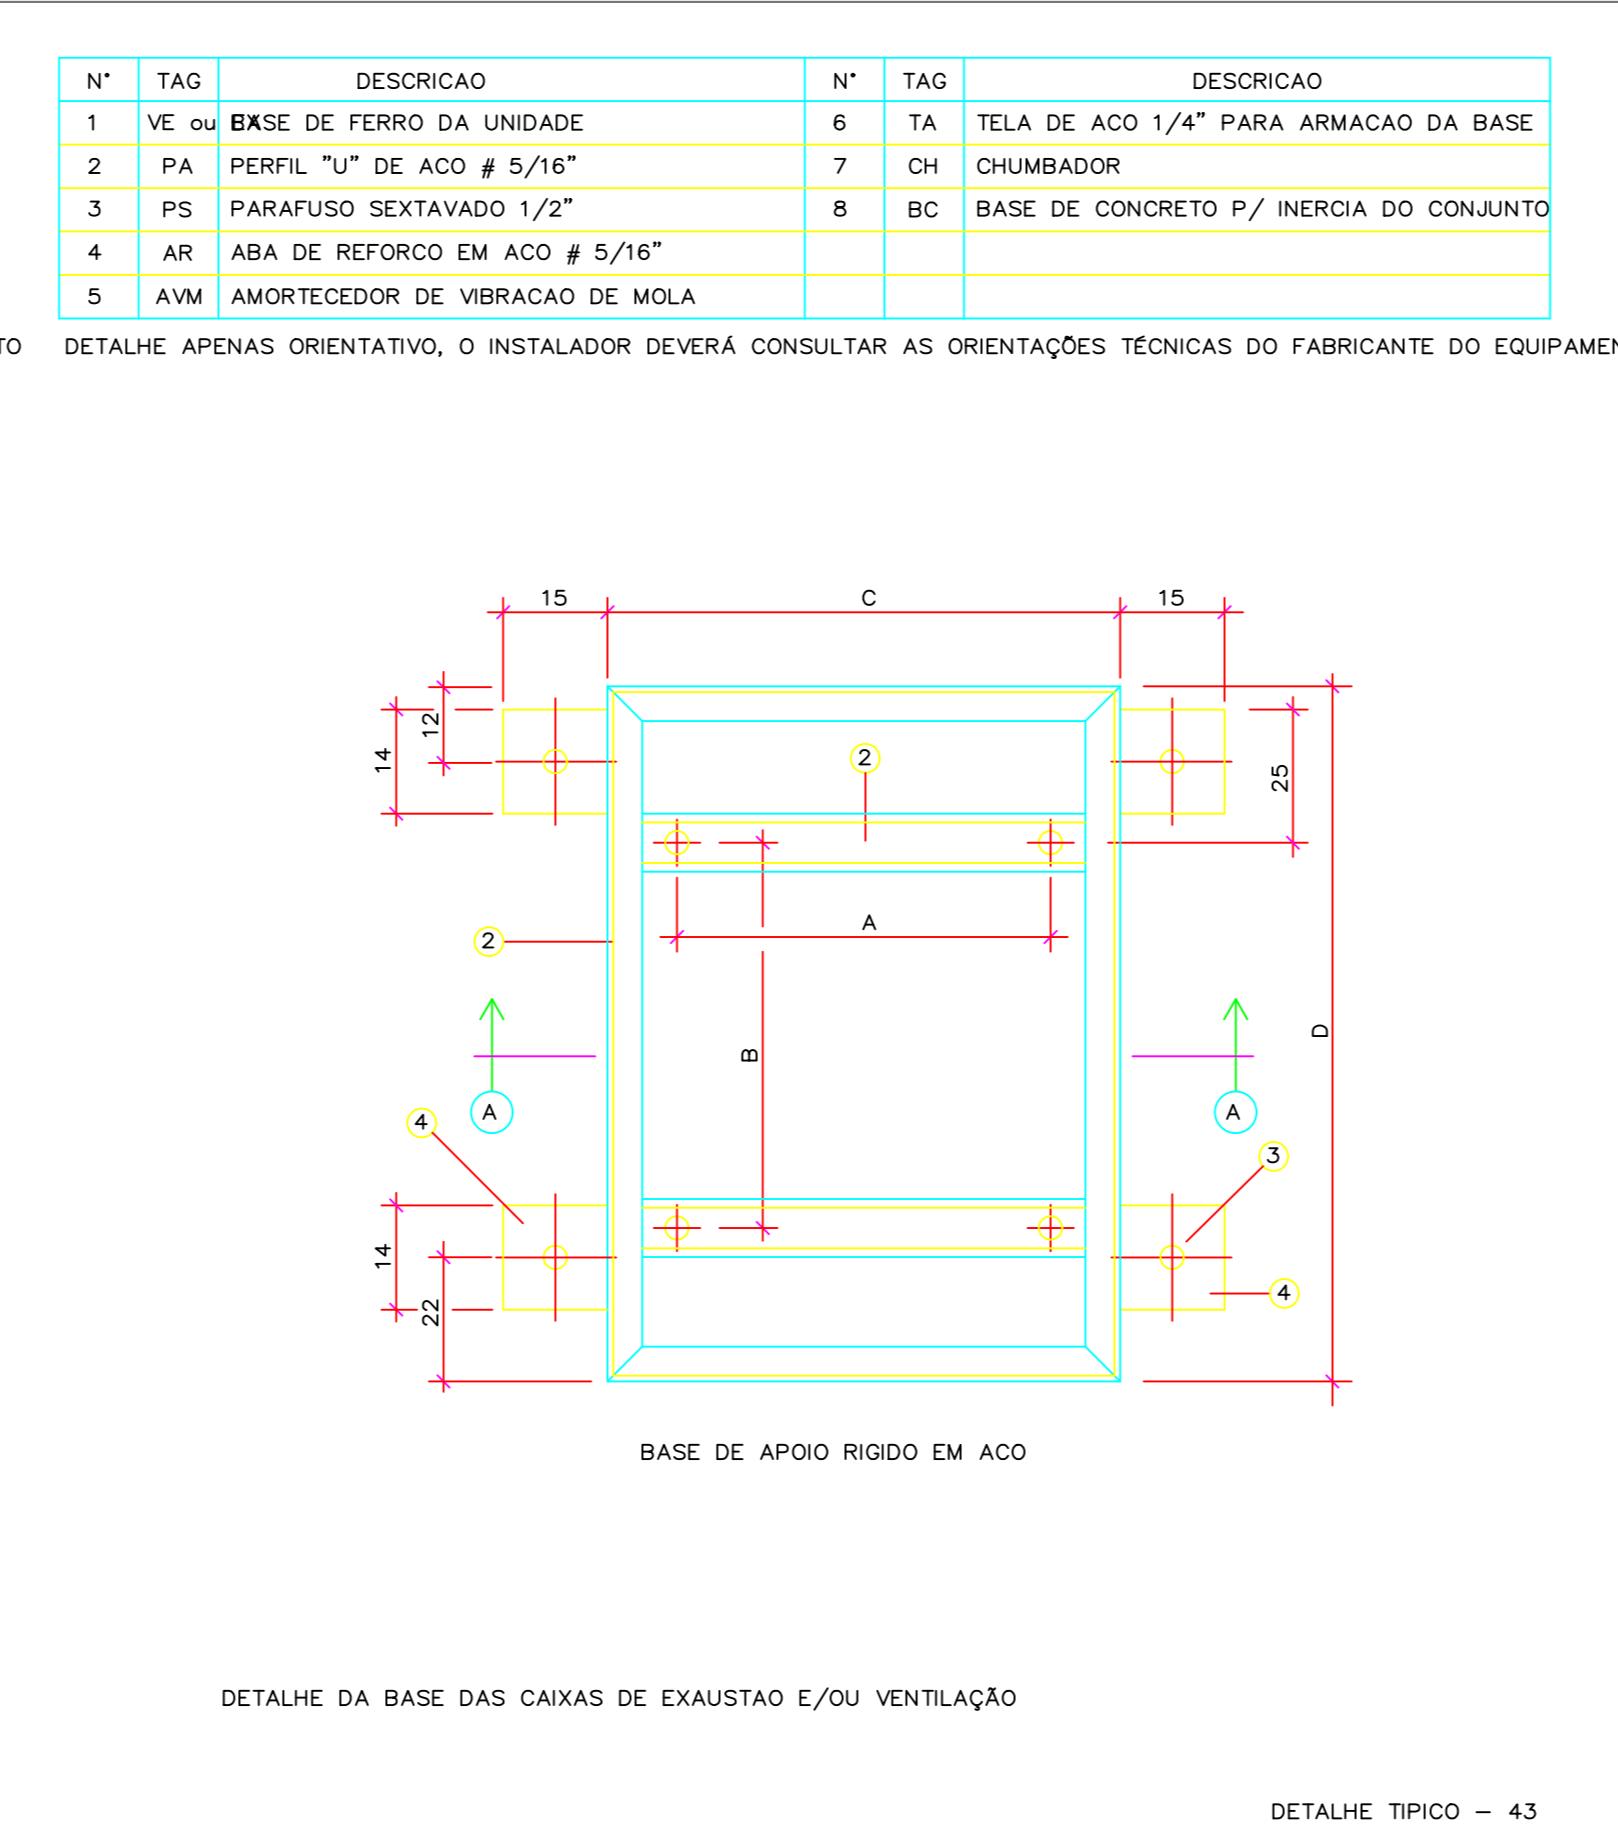 N° TAG DESCRICAO N° TAG DESCRICAO
1 VE ou EX BASE DE FERRO DA UNIDADE 6 TA TELA DE ACO 1/4" PARA ARMACAO DA BASE
2 PA PERFIL "U" DE ACO # 5/16" 7 CH CHUMBADOR
3 PS PARAFUSO SEXTAVADO 1/2" 8 BC BASE DE CONCRETO P/ INERCIA DO CONJUNTO
4 AR ABA DE REFORCO EM ACO # 5/16"
5 AVM AMORTECEDOR DE VIBRACAO DE MOLA
TO DETALHE APENAS ORIENTATIVO, O INSTALADOR DEVERÁ CONSULTAR AS ORIENTAÇÕES TÉCNICAS DO FABRICANTE DO EQUIPAMEN
15 C 15
12
14
2
25
A
2
B
D
A A
4
3
14
22
4
BASE DE APOIO RIGIDO EM ACO
DETALHE DA BASE DAS CAIXAS DE EXAUSTAO E/OU VENTILAÇÃO
DETALHE TIPICO - 43